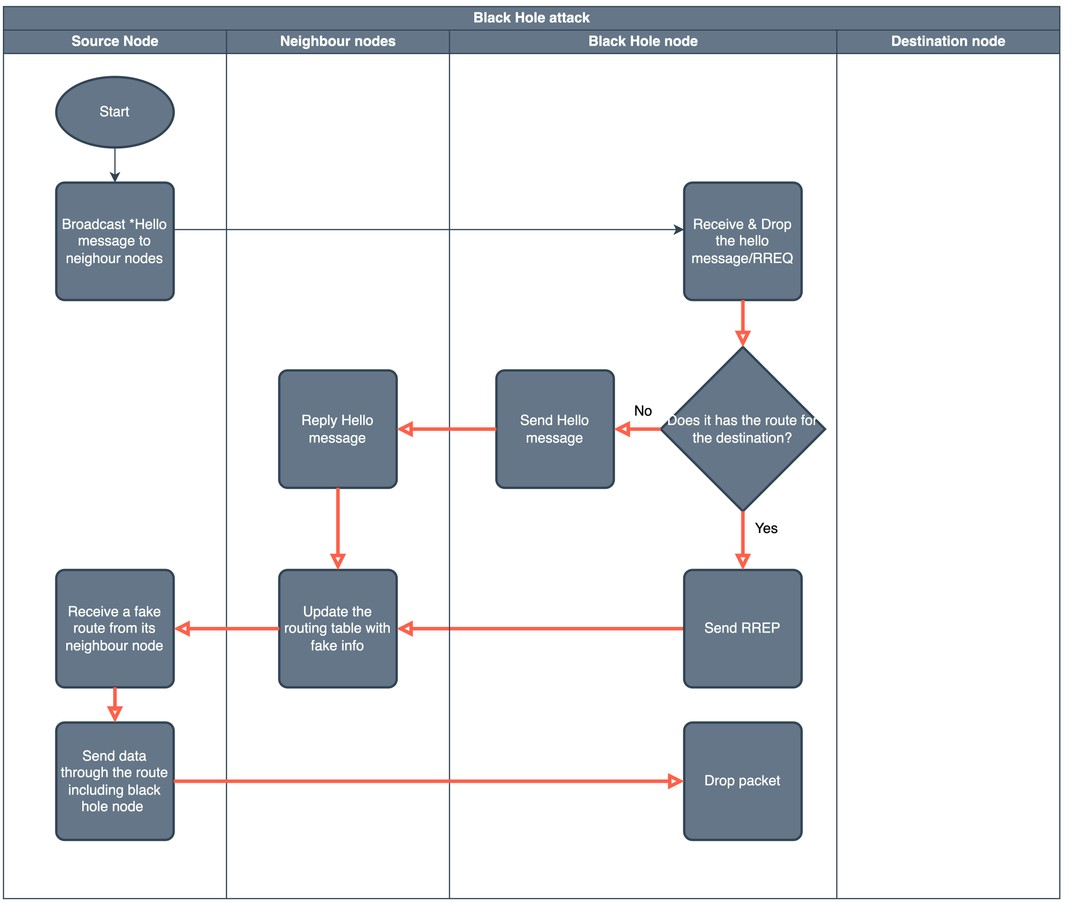 Black Hole attack
Source Node
Neighbour nodes
Black Hole node
Destination node
Start
Broadcast *Hello
message to
neighour nodes
Receive & Drop
the hello
message/RREQ
Reply Hello
message
Send Hello
message
No
Does it has the route for
the destination?
Yes
Receive a fake
route from its
neighbour node
Update the
routing table with
fake info
Send RREP
Send data
through the route
including black
hole node
Drop packet